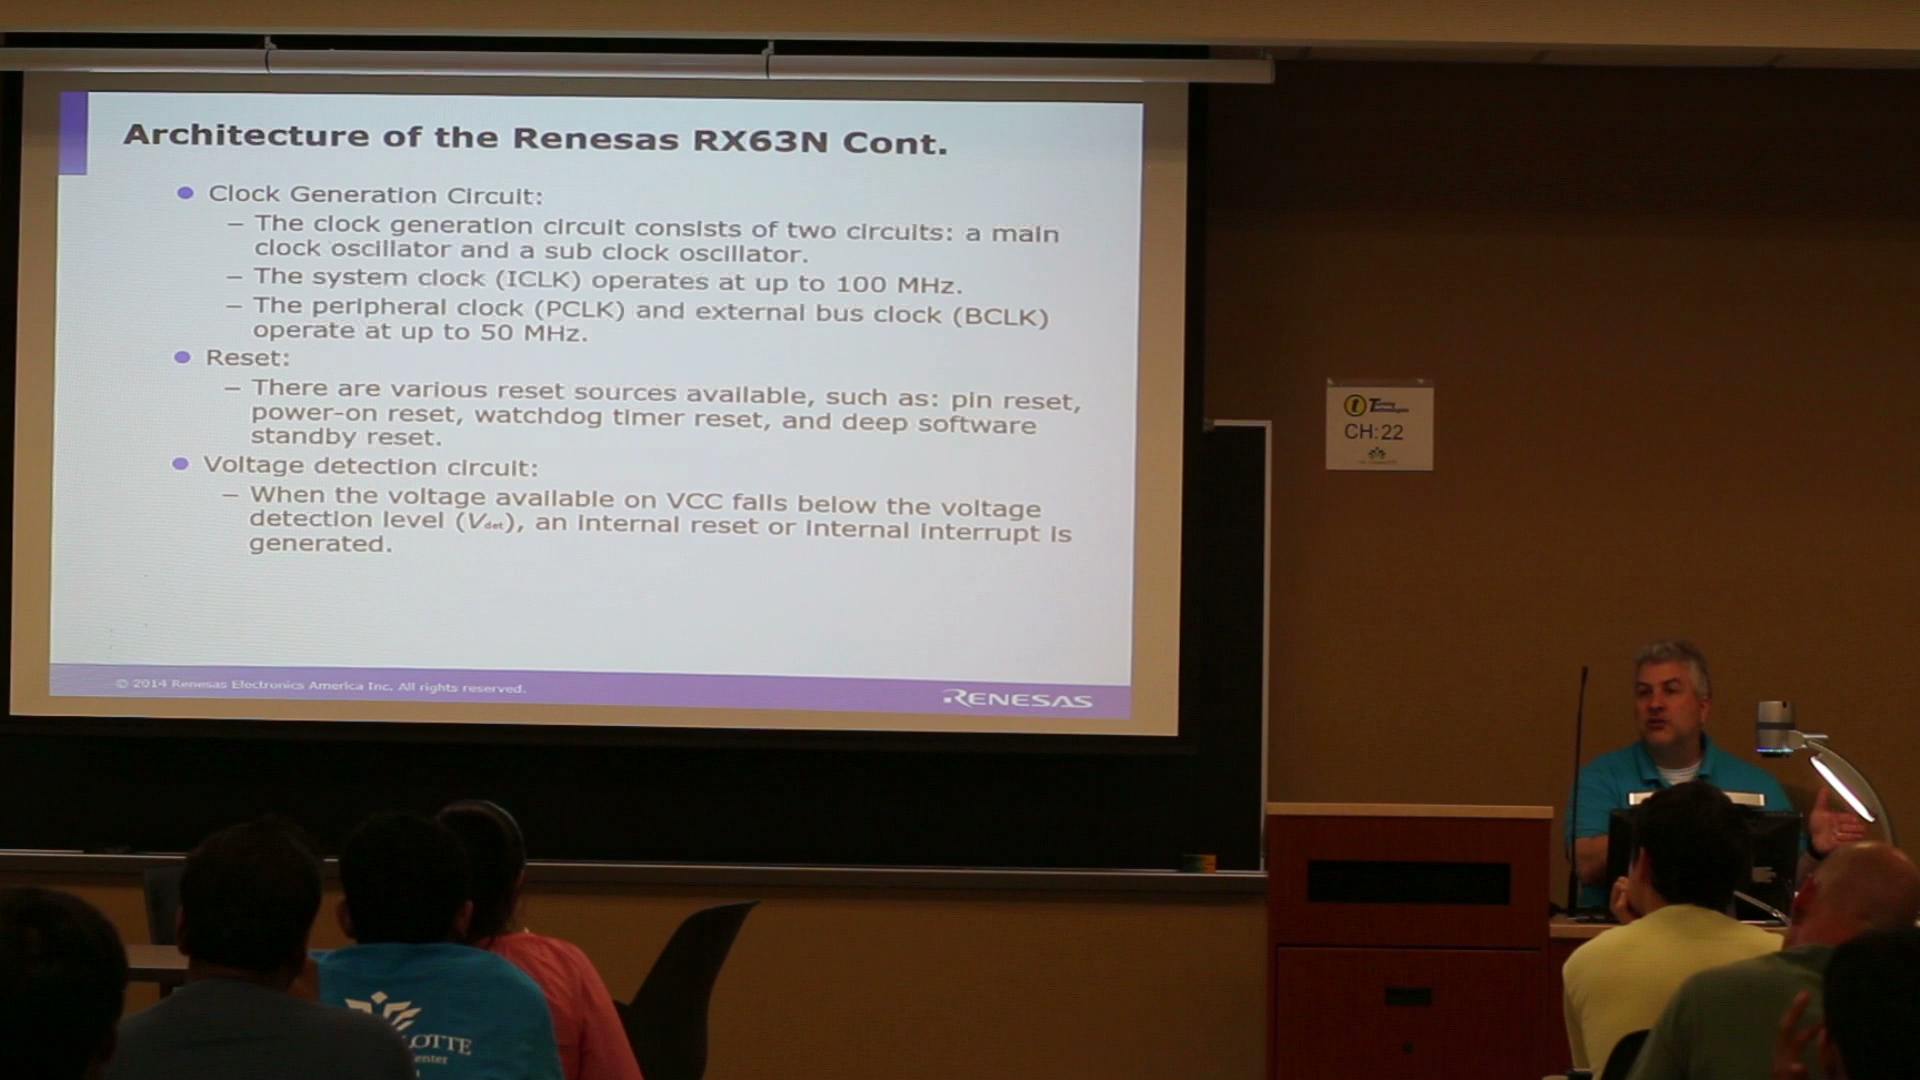 Architecture of the Renesas RX63N Cont.
● Clock Generation Circuit:
– The clock generation circuit consists of two circuits: a main
clock oscillator and a sub clock oscillator.
– The system clock (ICLK) operates at up to 100 MHz.
– The peripheral clock (PCLK) and external bus clock (BCLK)
operate at up to 50 MHz.
● Reset:
– There are various reset sources available, such as: pin reset,
power-on reset, watchdog timer reset, and deep software
standby reset.
● Voltage detection circuit:
– When the voltage available on VCC falls below the voltage
detection level (Vdet), an internal reset or internal interrupt is
generated.
© 2014 Renesas Electronics America Inc. All rights reserved.
RENESAS
CH:22
LOTTE
enter